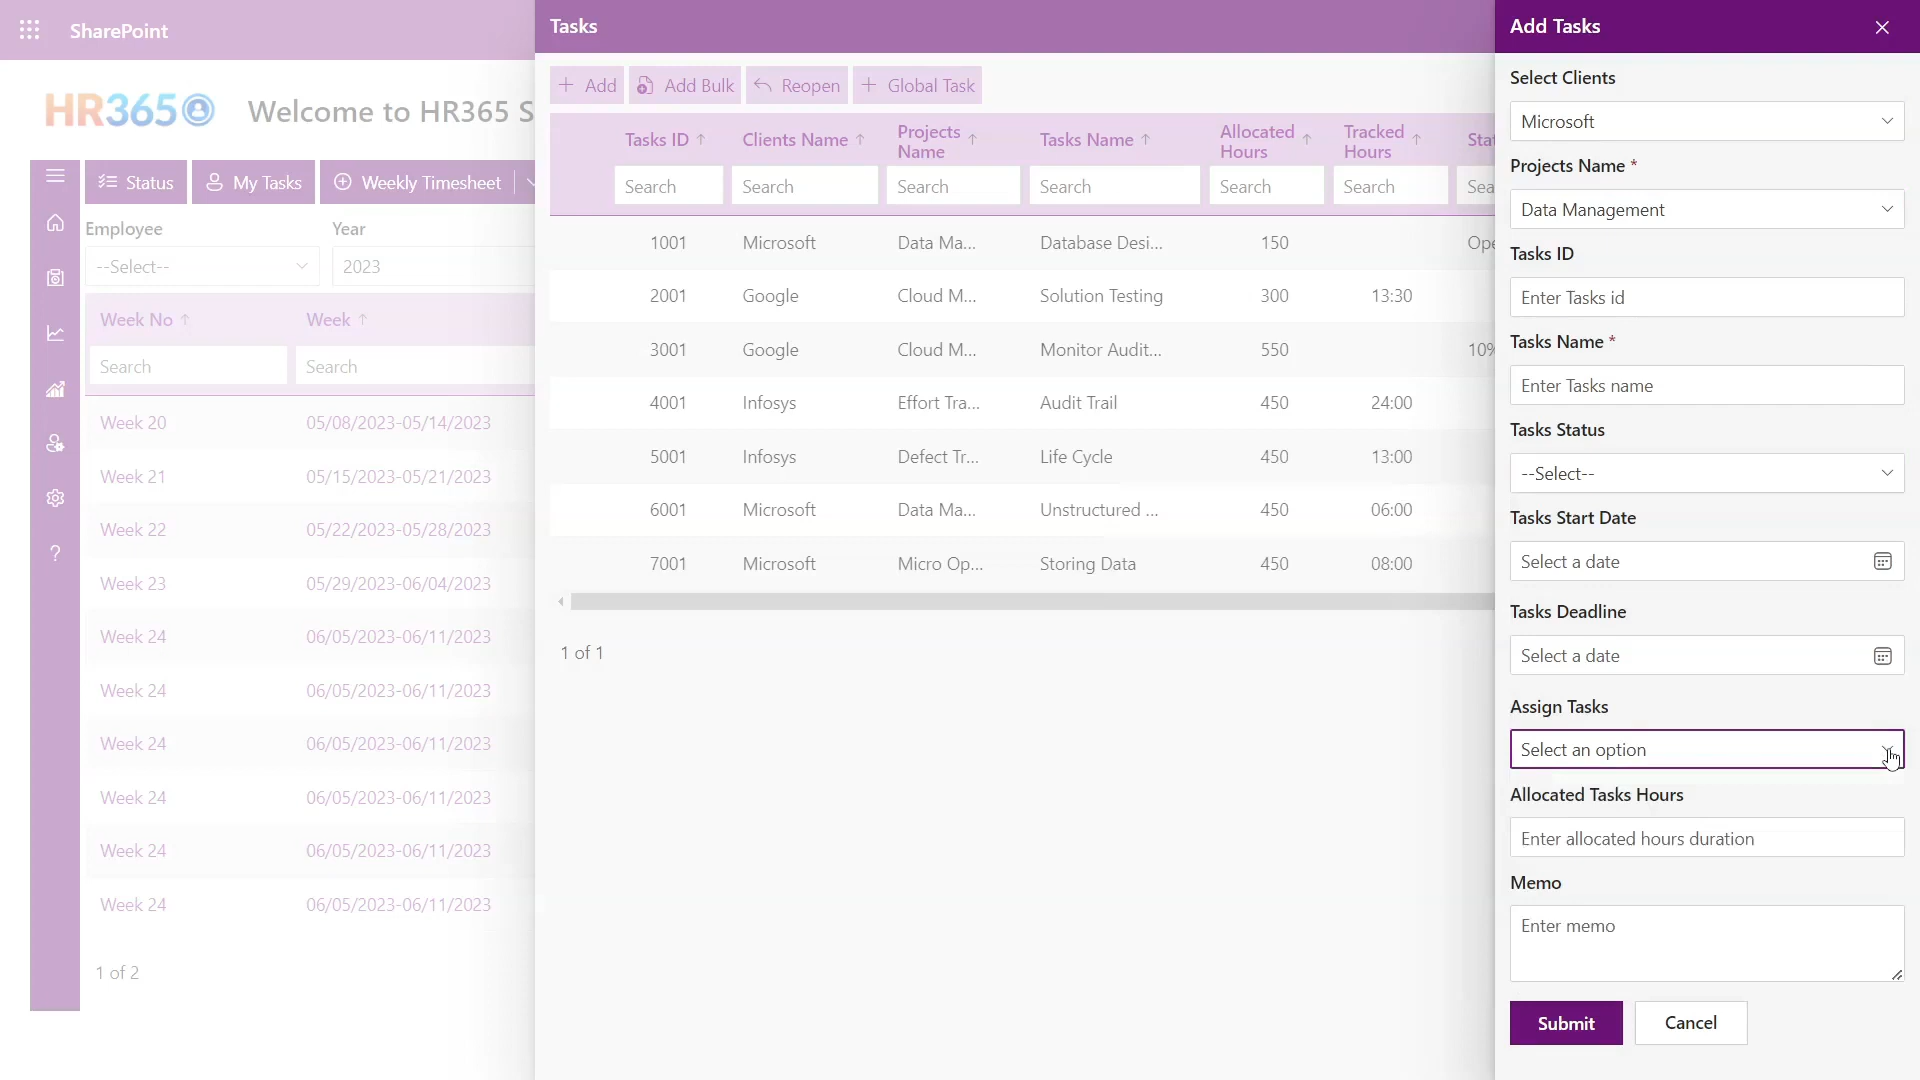 SharePoint
HR365 Welcome to HR365 S
Status My Tasks Weekly Timesheet
Employee Year
--Select-- 2023
Week No Week
Search Search
Week 20 05/08/2023-05/14/2023
Week 21 05/15/2023-05/21/2023
Week 22 05/22/2023-05/28/2023
Week 23 05/29/2023-06/04/2023
Week 24 06/05/2023-06/11/2023
Week 24 06/05/2023-06/11/2023
Week 24 06/05/2023-06/11/2023
Week 24 06/05/2023-06/11/2023
Week 24 06/05/2023-06/11/2023
Week 24 06/05/2023-06/11/2023
1 of 2
Tasks
Add Add Bulk Reopen Global Task
Tasks ID Clients Name Projects Name Tasks Name Allocated Hours Tracked Hours Stat
Search Search Search Search Search Search Sea
1001 Microsoft Data Ma... Database Desi... 150 Ope
2001 Google Cloud M... Solution Testing 300 13:30
3001 Google Cloud M... Monitor Audit... 550 10%
4001 Infosys Effort Tra... Audit Trail 450 24:00
5001 Infosys Defect Tr... Life Cycle 450 13:00
6001 Microsoft Data Ma... Unstructured ... 450 06:00
7001 Microsoft Micro Op... Storing Data 450 08:00
1 of 1
Add Tasks
Select Clients
Microsoft
Projects Name *
Data Management
Tasks ID
Enter Tasks id
Tasks Name *
Enter Tasks name
Tasks Status
--Select--
Tasks Start Date
Select a date
Tasks Deadline
Select a date
Assign Tasks
Select an option
Allocated Tasks Hours
Enter allocated hours duration
Memo
Enter memo
Submit Cancel